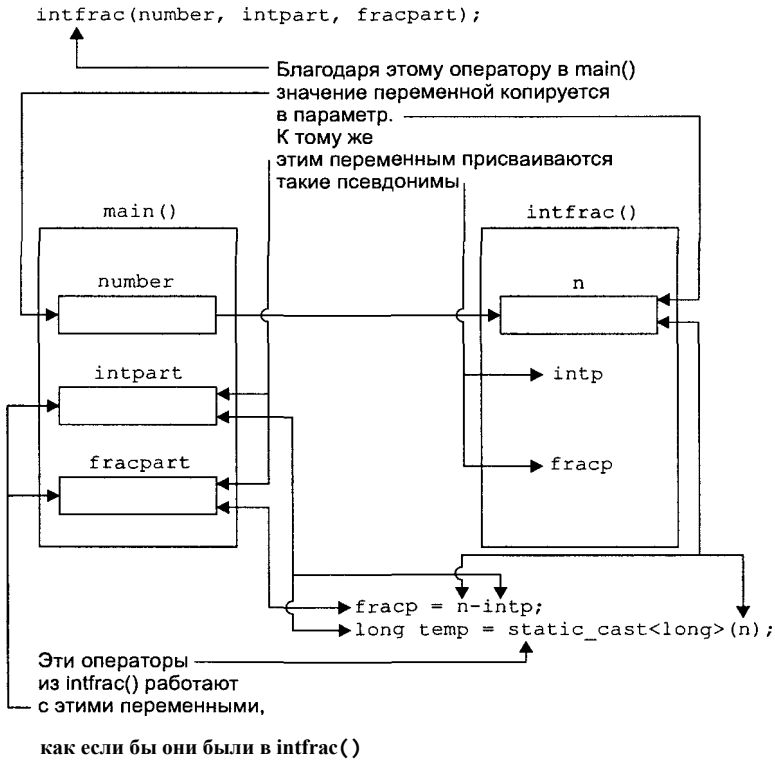 intfrac(number, intpart, fracpart);
Благодаря этому оператору в main()
значение переменной копируется
в параметр.
К тому же
этим переменным присваиваются
такие псевдонимы
main()
intfrac()
number
n
intpart
intp
fracpart
fracp
fracp = n-intp;
long temp = static_cast<long>(n);
Эти операторы
из intfrac() работают
с этими переменными,
как если бы они были в intfrac()